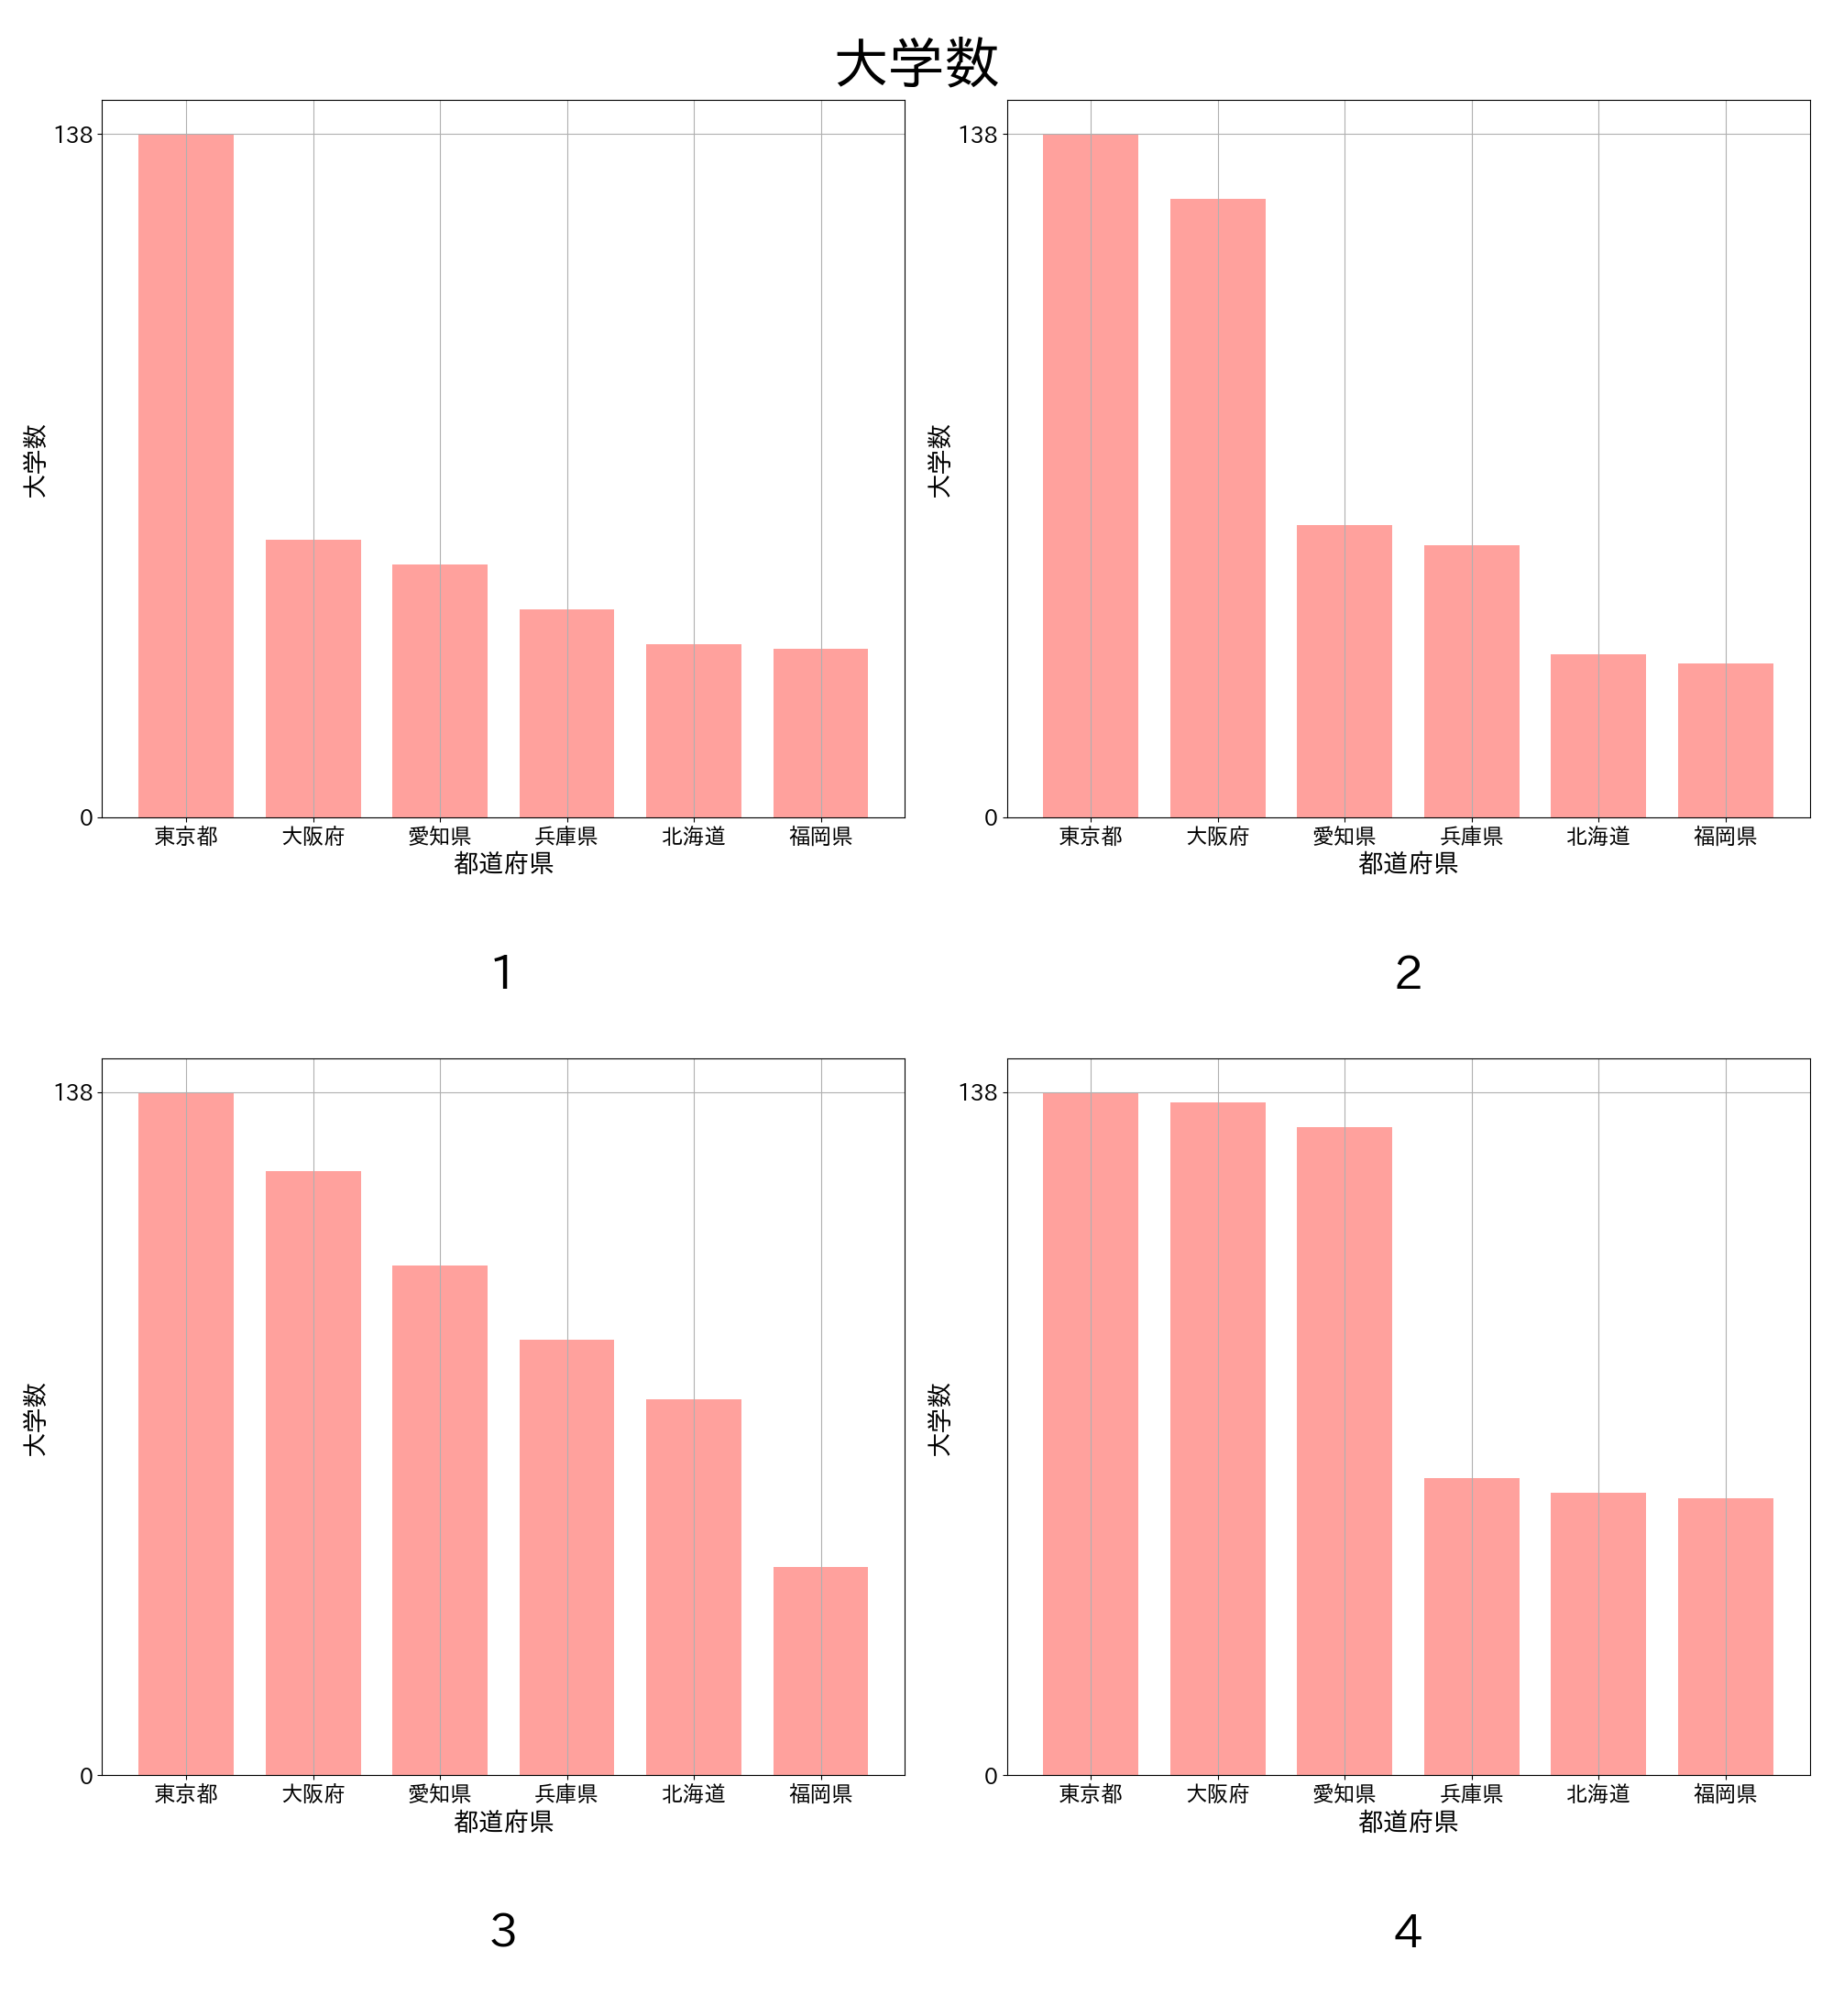 大学数
138
0
大学数
東京都 大阪府 愛知県 兵庫県 北海道 福岡県
都道府県
1
138
0
大学数
東京都 大阪府 愛知県 兵庫県 北海道 福岡県
都道府県
2
138
0
大学数
東京都 大阪府 愛知県 兵庫県 北海道 福岡県
都道府県
3
138
0
大学数
東京都 大阪府 愛知県 兵庫県 北海道 福岡県
都道府県
4